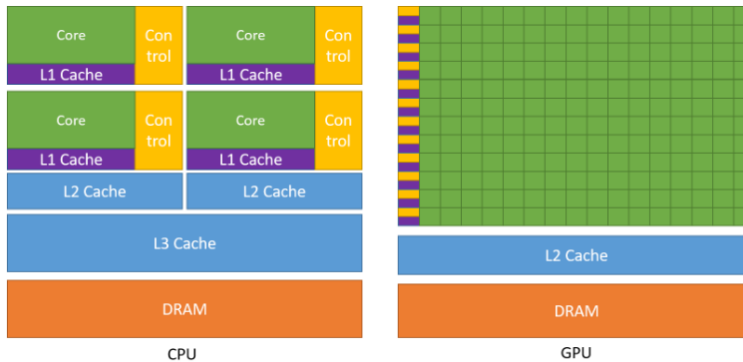 Core
Con
trol
L1 Cache
Core
Con
trol
L1 Cache
Core
Con
trol
L1 Cache
Core
Con
trol
L1 Cache
L2 Cache
L2 Cache
L3 Cache
DRAM
CPU
L2 Cache
DRAM
GPU